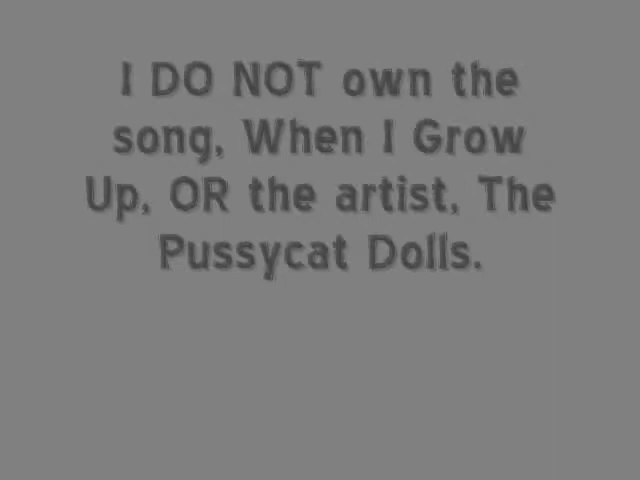 I DO NOT own the
song, When I Grow
Up, OR the artist, The
Pussycat Dolls.